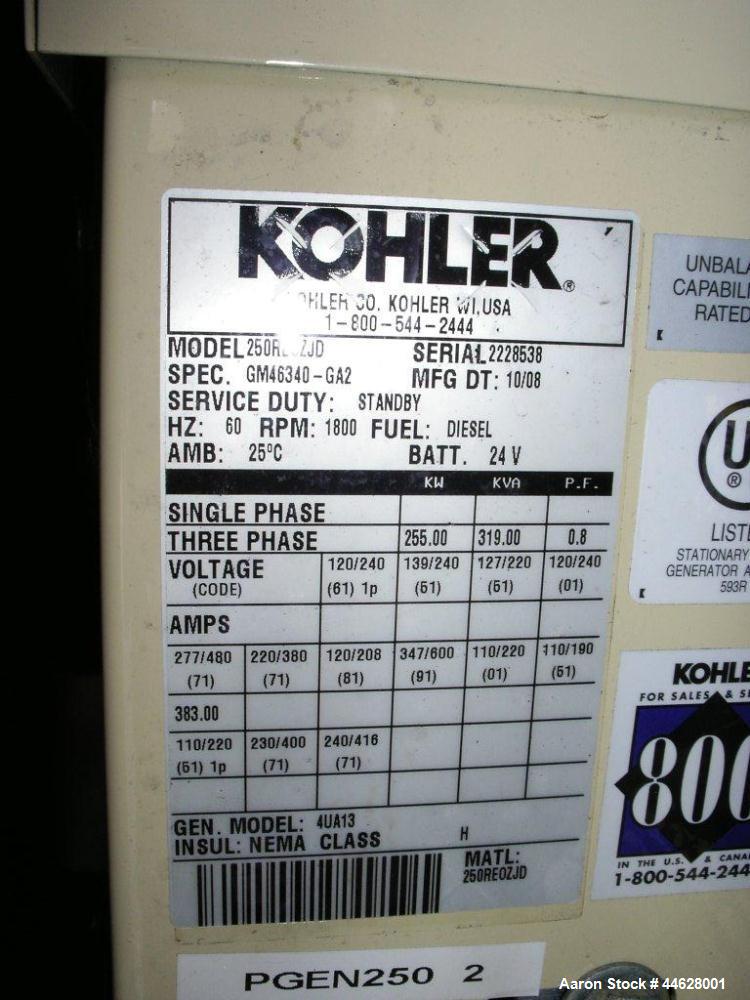 KOHLER®
KOHLER CO. KOHLER WI,USA
1-800-544-2444
MODEL SERIAL 2228538
SPEC. GM46340-GA2 MFG DT: 10/08
SERVICE DUTY: STANDBY
HZ: 60 RPM: 1800 FUEL: DIESEL
AMB: 25ºC BATT. 24 V
KW KVA P.F.
SINGLE PHASE
THREE PHASE 255.00 319.00 0.8
VOLTAGE 120/240 139/240 127/220 120/240
(CODE) (61) 1p (51) (51) (01)
AMPS
277/480 220/380 120/208 347/600 110/220 110/190
(71) (71) (81) (91) (01) (51)
383.00
110/220 230/400 240/416
(51) 1p (71) (71)
GEN. MODEL: 4UA13
INSUL: NEMA CLASS H
MATL:
250REOZJD
PGEN250 2
UNBALA
CAPABIL
RATED
U
®
LISTE
STATIONARY
GENERATOR A
593R
KOHLE
FOR SALES & SE
800
IN THE U.S. & CANA
1-800-544-244
Aaron Stock # 44628001